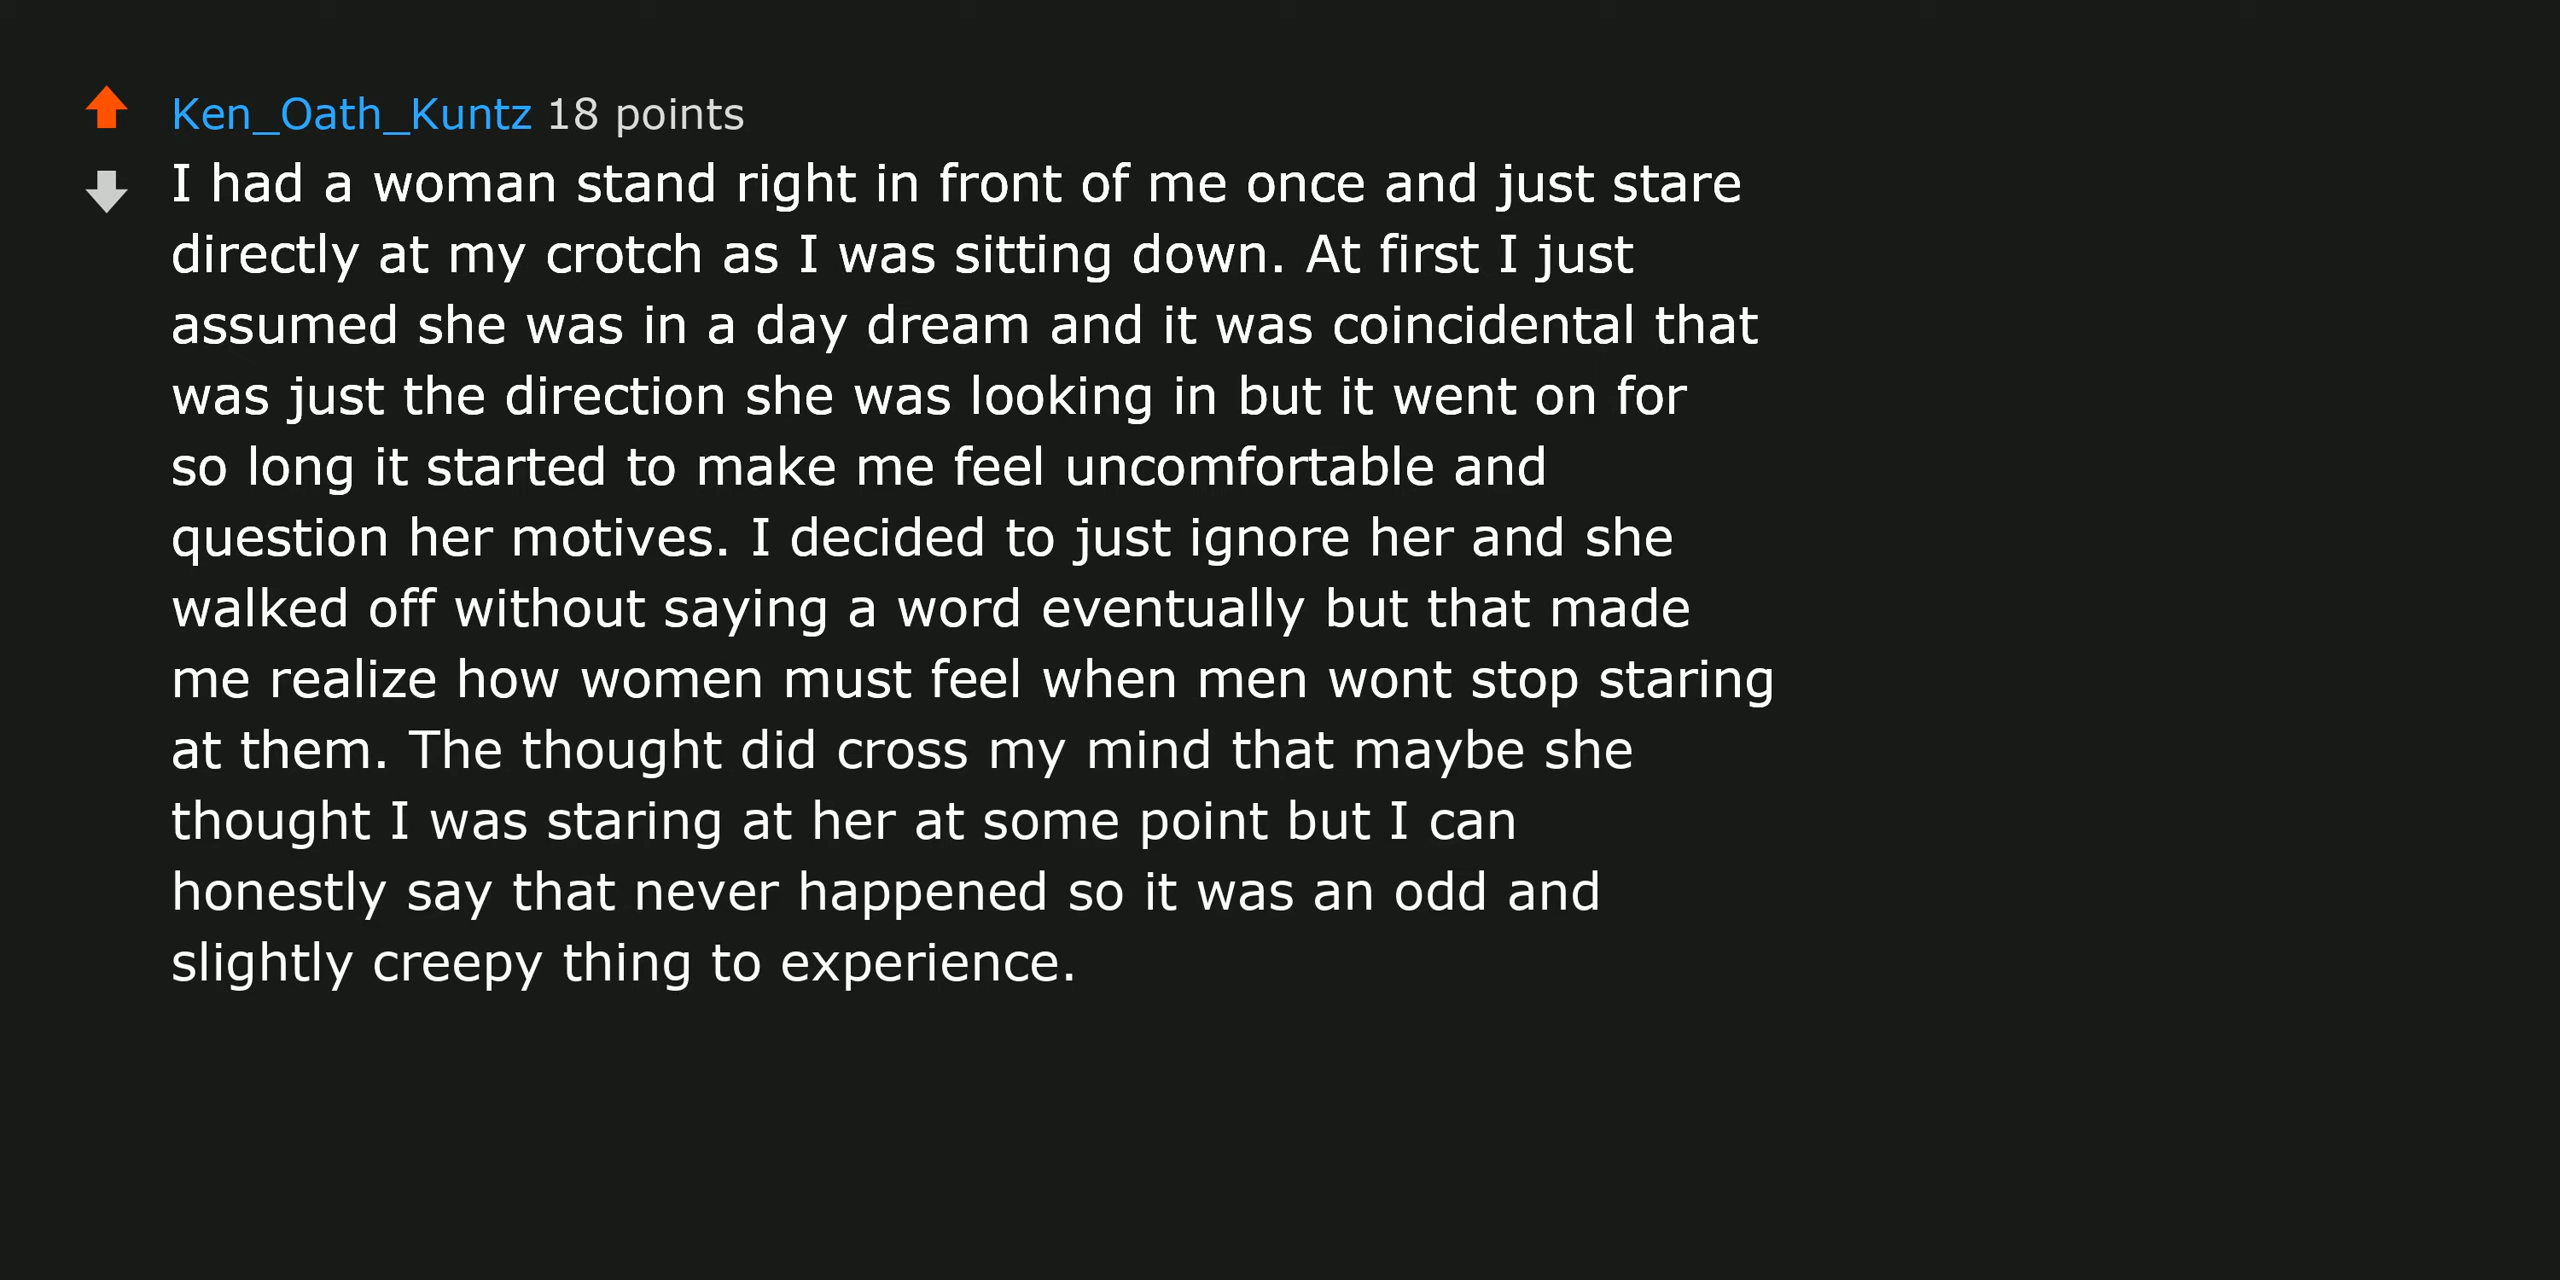 Ken_Oath_Kuntz 18 points
I had a woman stand right in front of me once and just stare
directly at my crotch as I was sitting down. At first I just
assumed she was in a day dream and it was coincidental that
was just the direction she was looking in but it went on for
so long it started to make me feel uncomfortable and
question her motives. I decided to just ignore her and she
walked off without saying a word eventually but that made
me realize how women must feel when men wont stop staring
at them. The thought did cross my mind that maybe she
thought I was staring at her at some point but I can
honestly say that never happened so it was an odd and
slightly creepy thing to experience.